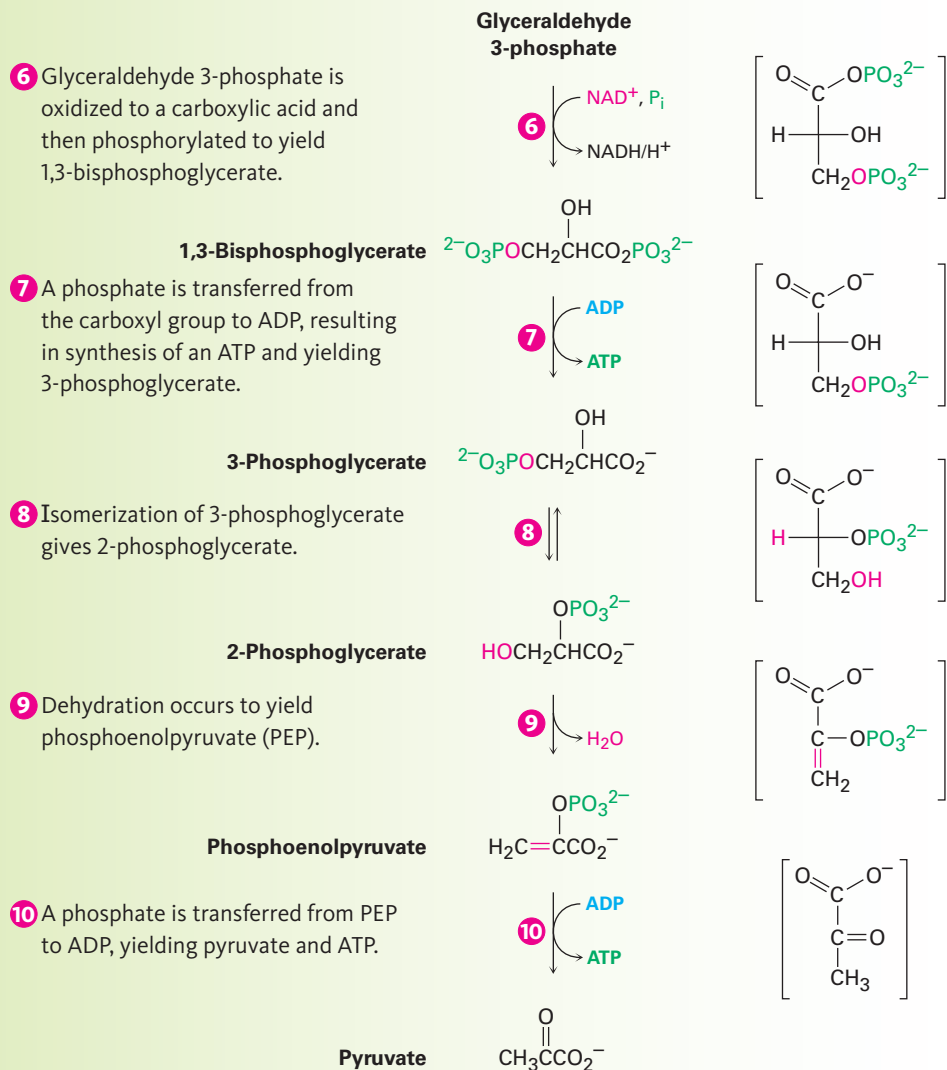 Glyceraldehyde
3-phosphate
6 Glyceraldehyde 3-phosphate is
oxidized to a carboxylic acid and
then phosphorylated to yield
1,3-bisphosphoglycerate.
6
NAD⁺, Pᵢ
NADH/H⁺
O
OPO₃²⁻
C
H
OH
CH₂OPO₃²⁻
1,3-Bisphosphoglycerate
OH
²⁻O₃POCH₂CHCO₂PO₃²⁻
7 A phosphate is transferred from
the carboxyl group to ADP, resulting
in synthesis of an ATP and yielding
3-phosphoglycerate.
7
ADP
ATP
O
O⁻
C
H
OH
CH₂OPO₃²⁻
3-Phosphoglycerate
OH
²⁻O₃POCH₂CHCO₂⁻
8 Isomerization of 3-phosphoglycerate
gives 2-phosphoglycerate.
8
O
O⁻
C
H
OPO₃²⁻
CH₂OH
2-Phosphoglycerate
OPO₃²⁻
HOCH₂CHCO₂⁻
9 Dehydration occurs to yield
phosphoenolpyruvate (PEP).
9
H₂O
O
O⁻
C
C—OPO₃²⁻
CH₂
Phosphoenolpyruvate
OPO₃²⁻
H₂C=CCO₂⁻
10 A phosphate is transferred from PEP
to ADP, yielding pyruvate and ATP.
10
ADP
ATP
O
O⁻
C
C=O
CH₃
Pyruvate
O
CH₃CCO₂⁻